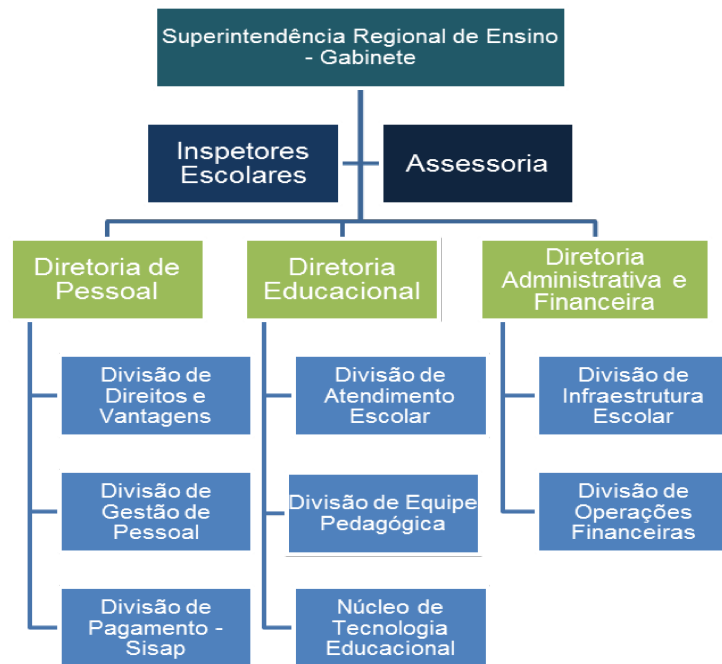 Superintendência Regional de Ensino
- Gabinete
Inspetores
Escolares
Assessoria
Diretoria de
Pessoal
Diretoria
Educacional
Diretoria
Administrativa e
Financeira
Divisão de
Direitos e
Vantagens
Divisão de
Atendimento
Escolar
Divisão de
Infraestrutura
Escolar
Divisão de
Gestão de
Pessoal
Divisão de Equipe
Pedagógica
Divisão de
Operações
Financeiras
Divisão de
Pagamento -
Sisap
Núcleo de
Tecnologia
Educacional